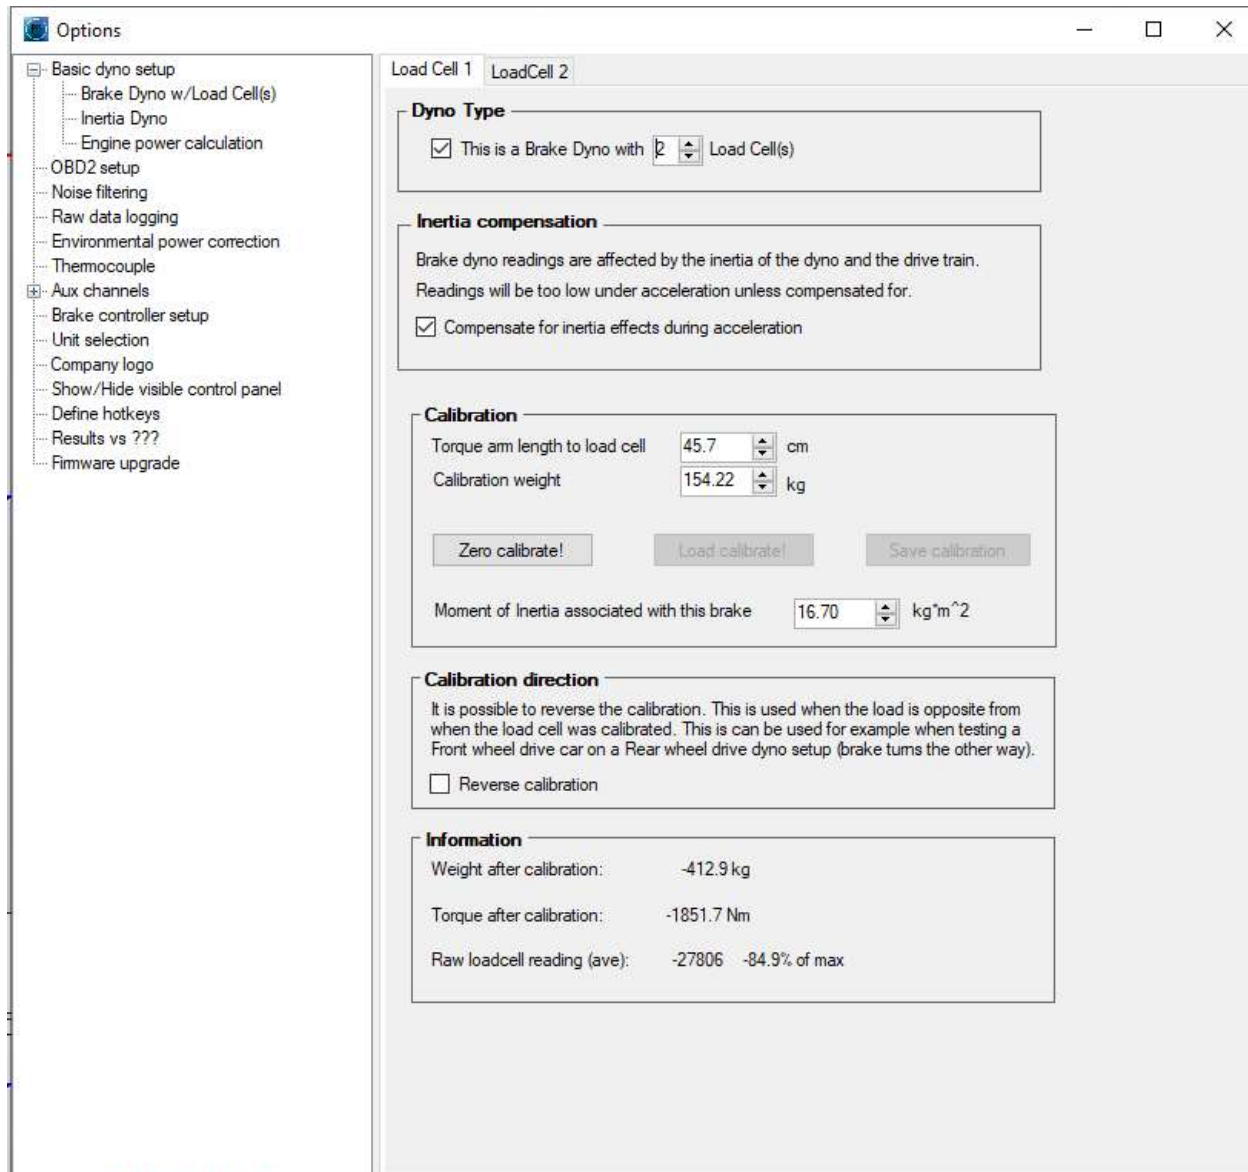 Options
Basic dyno setup
Brake Dyno w/Load Cell(s)
Inertia Dyno
Engine power calculation
OBD2 setup
Noise filtering
Raw data logging
Environmental power correction
Thermocouple
Aux channels
Brake controller setup
Unit selection
Company logo
Show/Hide visible control panel
Define hotkeys
Results vs ???
Firmware upgrade
Load Cell 1 LoadCell 2
Dyno Type
This is a Brake Dyno with 2 Load Cell(s)
Inertia compensation
Brake dyno readings are affected by the inertia of the dyno and the drive train.
Readings will be too low under acceleration unless compensated for.
Compensate for inertia effects during acceleration
Calibration
Torque arm length to load cell 45.7 cm
Calibration weight 154.22 kg
Zero calibrate! Load calibrate! Save calibration
Moment of Inertia associated with this brake 16.70 kg*m^2
Calibration direction
It is possible to reverse the calibration. This is used when the load is opposite from
when the load cell was calibrated. This is can be used for example when testing a
Front wheel drive car on a Rear wheel drive dyno setup (brake turns the other way).
Reverse calibration
Information
Weight after calibration: -412.9 kg
Torque after calibration: -1851.7 Nm
Raw loadcell reading (ave): -27806 -84.9% of max